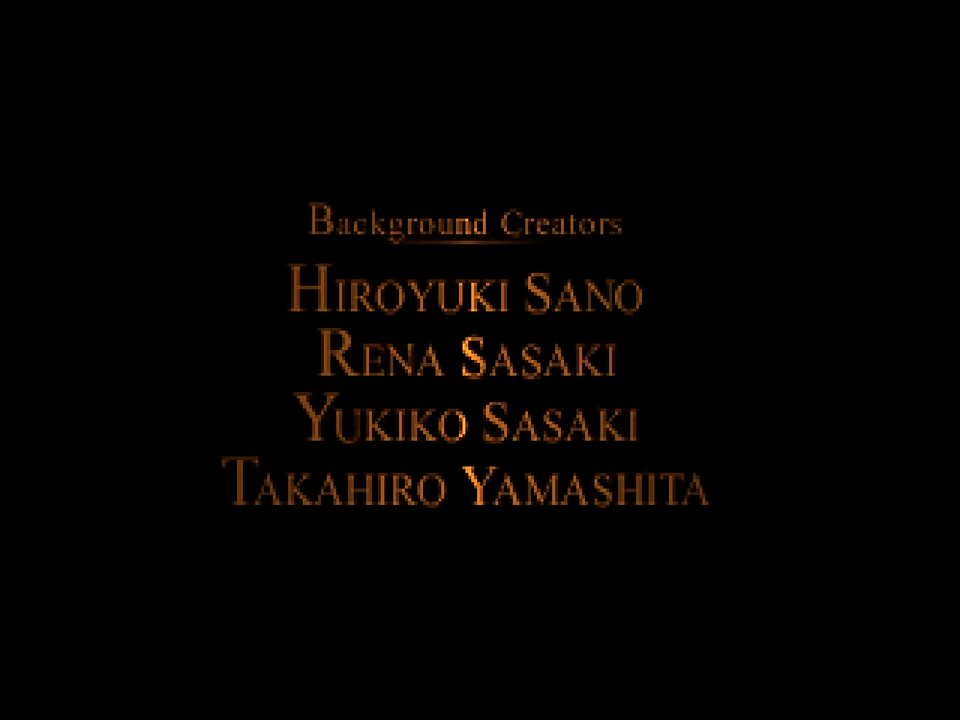 Background Creators
HIROYUKI SANO
RENA SASAKI
YUKIKO SASAKI
TAKAHIRO YAMASHITA